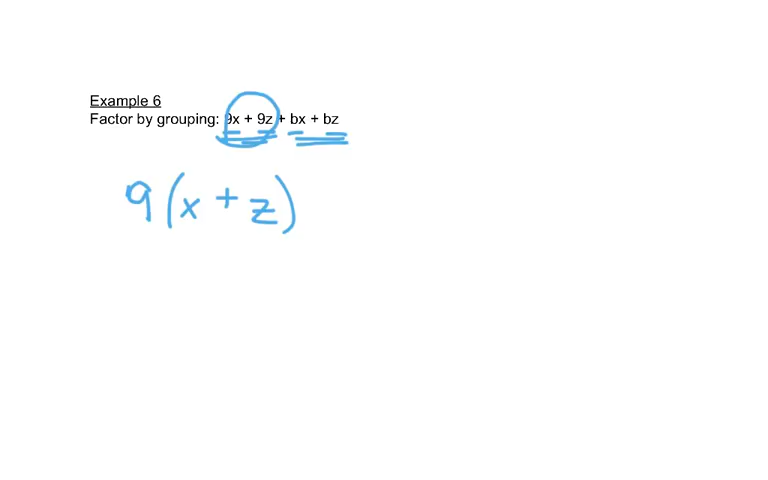 Example 6
Factor by grouping: 9x + 9z + bx + bz
9(x + z)